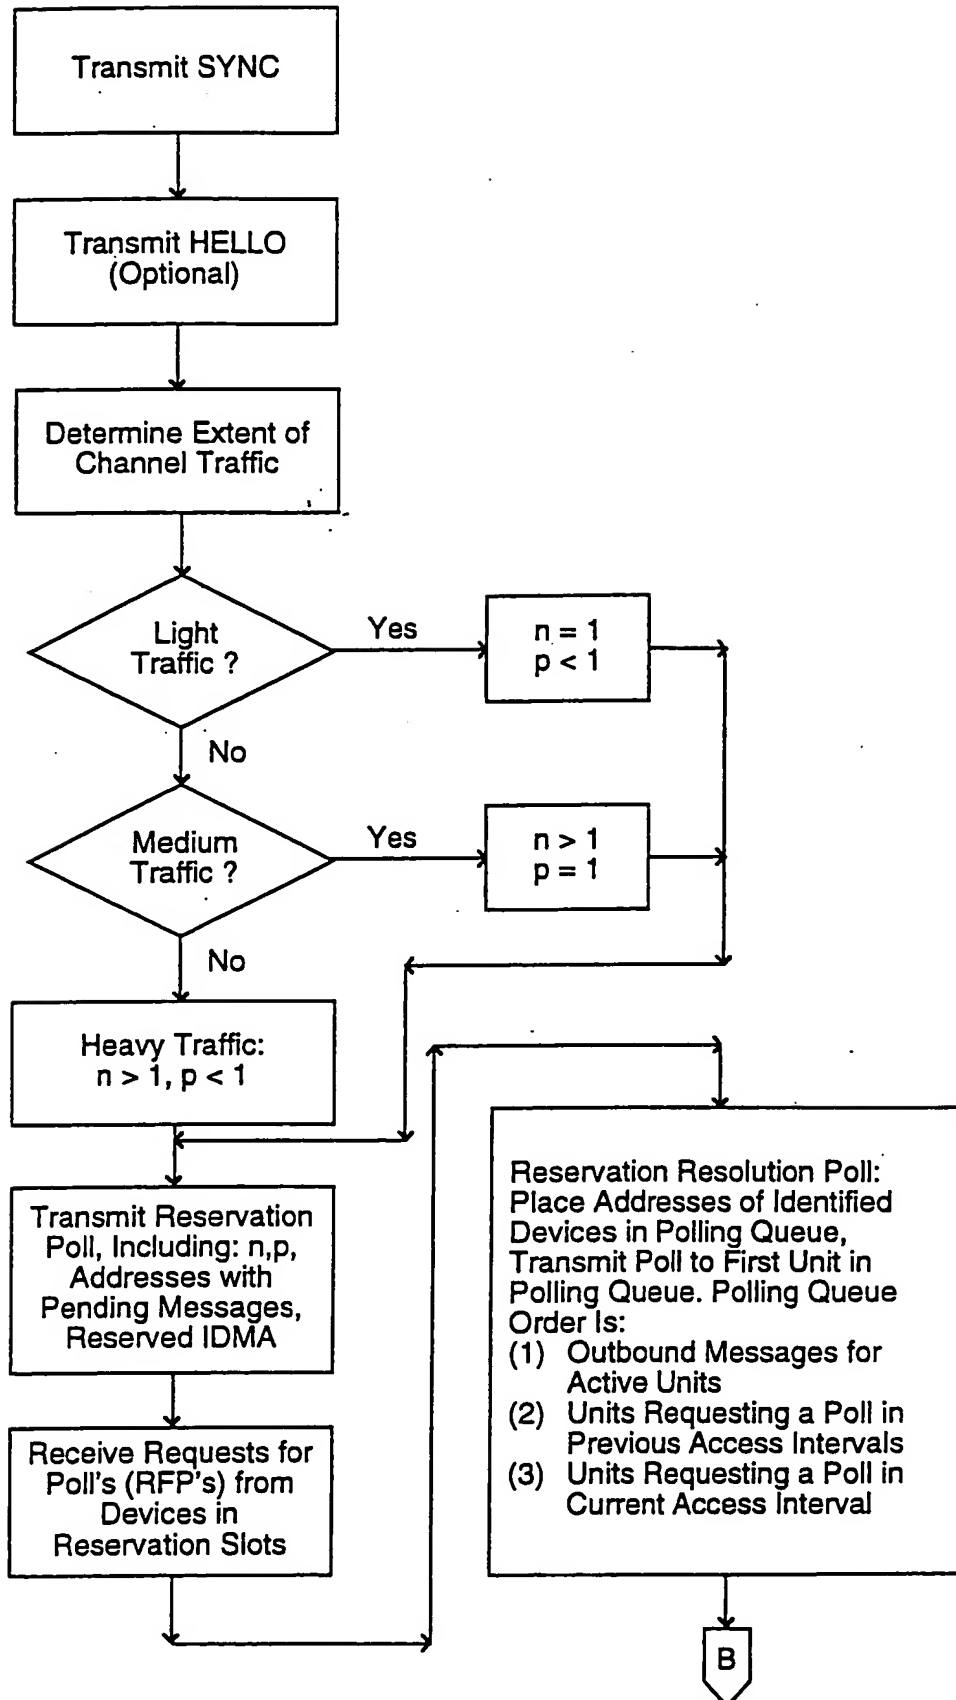 Transmit SYNC
Transmit HELLO
(Optional)
Determine Extent of
Channel Traffic
Light
Traffic ?
Yes
n = 1
p < 1
No
Medium
Traffic ?
Yes
n > 1
p = 1
No
Heavy Traffic:
n > 1, p < 1
Transmit Reservation
Poll, Including: n,p,
Addresses with
Pending Messages,
Reserved IDMA
Receive Requests for
Poll's (RFP's) from
Devices in
Reservation Slots
Reservation Resolution Poll:
Place Addresses of Identified
Devices in Polling Queue,
Transmit Poll to First Unit in
Polling Queue. Polling Queue
Order Is:
(1) Outbound Messages for
Active Units
(2) Units Requesting a Poll in
Previous Access Intervals
(3) Units Requesting a Poll in
Current Access Interval
B